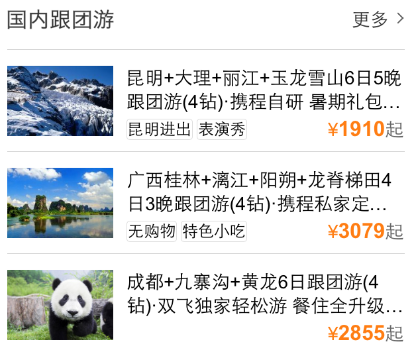 国内跟团游
更多 >
昆明+大理+丽江+玉龙雪山6日5晚
跟团游(4钻)·携程自研 暑期礼包...
昆明进出 表演秀
¥1910起
广西桂林+漓江+阳朔+龙脊梯田4
日3晚跟团游(4钻)·携程私家定...
无购物 特色小吃
¥3079起
成都+九寨沟+黄龙6日跟团游(4
钻)·双飞独家轻松游 餐住全升级...
¥2855起